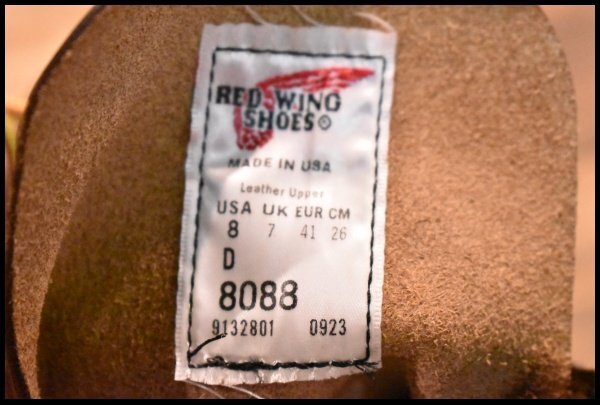 RED WING
SHOES®
MADE IN USA
Leather Upper
USA UK EUR CM
8 7 41 26
D
8088
9132801 0923